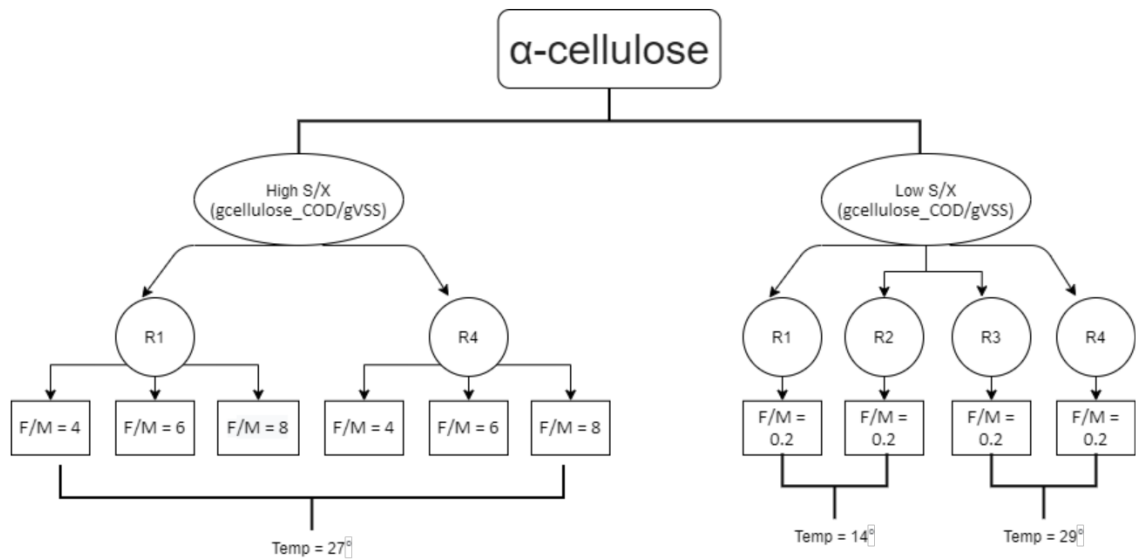 α-cellulose
High S/X
(gcellulose_COD/gVSS)
Low S/X
(gcellulose_COD/gVSS)
R1
R4
R1
R2
R3
R4
F/M = 4
F/M = 6
F/M = 8
F/M = 4
F/M = 6
F/M = 8
F/M =
0.2
F/M =
0.2
F/M =
0.2
F/M =
0.2
Temp = 27°
Temp = 14°
Temp = 29°